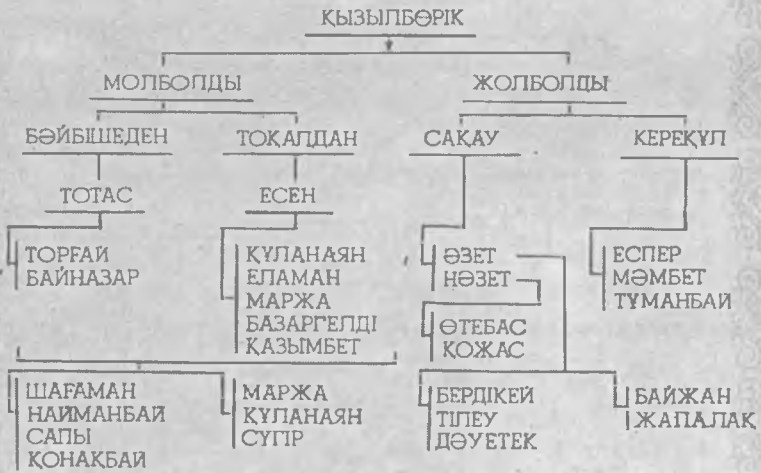 ҚЫЗЫЛБӨРІК
МОЛБОЛДЫ
ЖОЛБОЛДЫ
БӘЙБІШЕДЕН
ТОҚАЛДАН
САҚАУ
КЕРЕҚҰЛ
ТОТАС
ЕСЕН
ТОРҒАЙ
БАЙНАЗАР
ҚҰЛАНАЯН
ЕЛАМАН
МАРЖА
БАЗАРГЕЛДІ
ҚАЗЫМБЕТ
ӘЗЕТ
НӘЗЕТ
ӨТЕБАС
ҚОЖАС
ЕСПЕР
МӘМБЕТ
ТҰМАНБАЙ
ШАҒАМАН
НАЙМАНБАЙ
САПЫ
ҚОНАҚБАЙ
МАРЖА
ҚҰЛАНАЯН
СҮГІР
БЕРДІКЕЙ
ТІЛЕУ
ДӘУЕТЕК
БАЙЖАН
ЖАПАЛАҚ